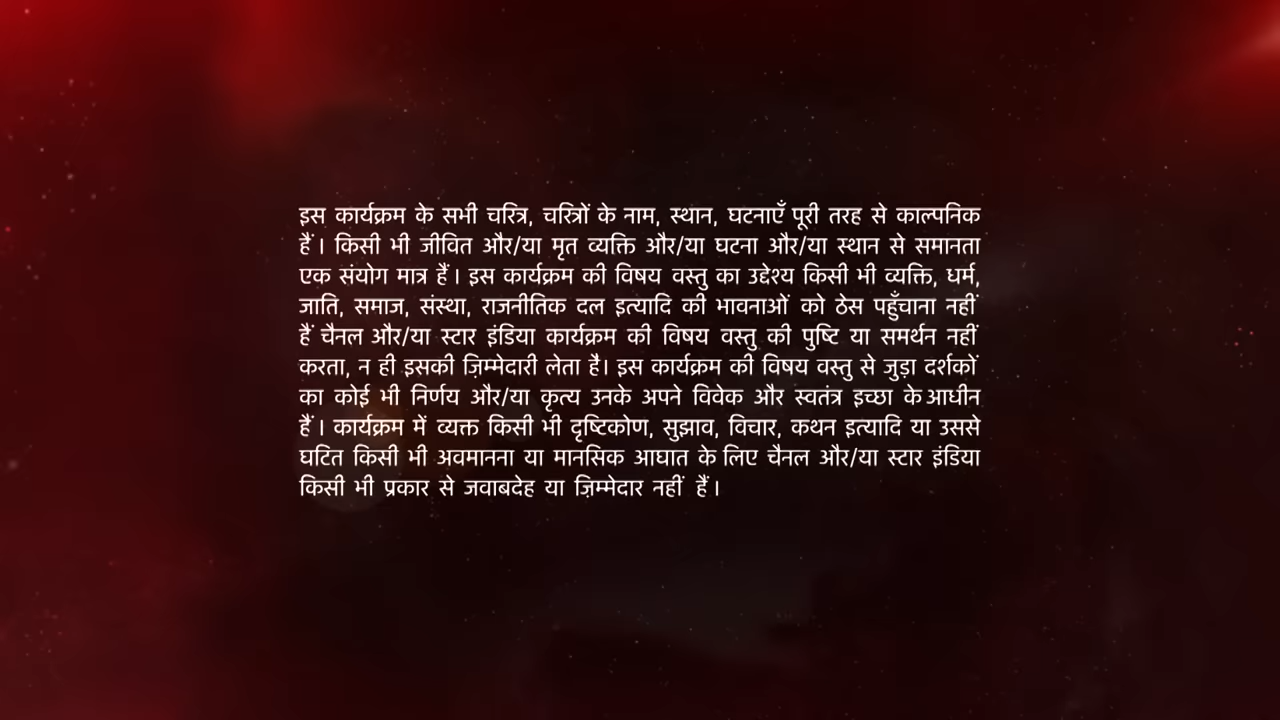 इस कार्यक्रम के सभी चरित्र, चरित्रों के नाम, स्थान, घटनाएँ पूरी तरह से काल्पनिक
हैं। किसी भी जीवित और/या मृत व्यक्ति और/या घटना और/या स्थान से समानता
एक संयोग मात्र हैं। इस कार्यक्रम की विषय वस्तु का उद्देश्य किसी भी व्यक्ति, धर्म,
जाति, समाज, संस्था, राजनीतिक दल इत्यादि की भावनाओं को ठेस पहुँचाना नहीं
हैं चैनल और/या स्टार इंडिया कार्यक्रम की विषय वस्तु की पुष्टि या समर्थन नहीं
करता, न ही इसकी ज़िम्मेदारी लेता है। इस कार्यक्रम की विषय वस्तु से जुड़ा दर्शकों
का कोई भी निर्णय और/या कृत्य उनके अपने विवेक और स्वतंत्र इच्छा के आधीन
हैं। कार्यक्रम में व्यक्त किसी भी दृष्टिकोण, सुझाव, विचार, कथन इत्यादि या उससे
घटित किसी भी अवमानना या मानसिक आघात के लिए चैनल और/या स्टार इंडिया
किसी भी प्रकार से जवाबदेह या ज़िम्मेदार नहीं हैं।